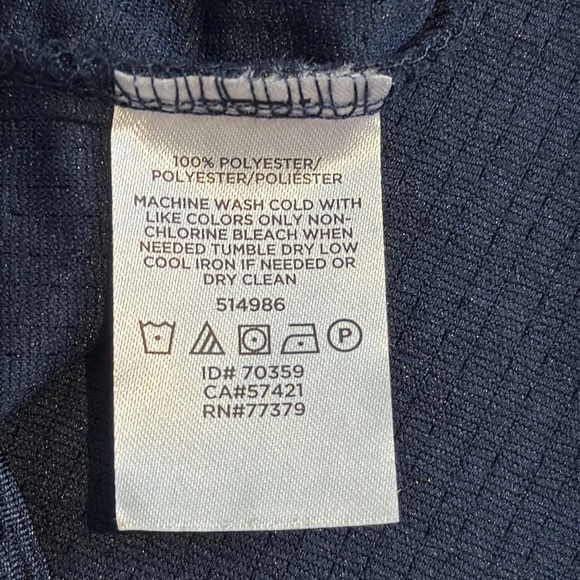 100% POLYESTER/
POLYESTER/POLIÉSTER
MACHINE WASH COLD WITH
LIKE COLORS ONLY NON-
CHLORINE BLEACH WHEN
NEEDED TUMBLE DRY LOW
COOL IRON IF NEEDED OR
DRY CLEAN
514986
P
ID# 70359
CA#57421
RN#77379